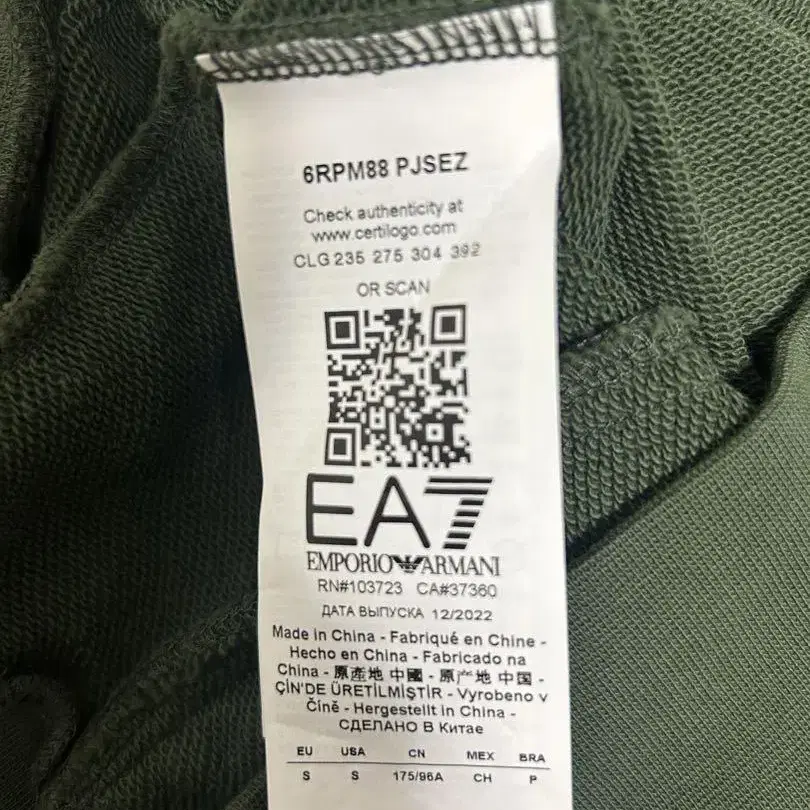 6RPM88 PJSEZ
Check authenticity at
www.certilogo.com
CLG 235 275 304 392
OR SCAN
EA7
EMPORIO ARMANI
RN#103723 CA#37360
ДАТА ВЫПУСКА 12/2022
Made in China - Fabriqué en Chine -
Hecho en China - Fabricado na
China - 原產地 中國 - 原产地 中国 -
ÇİN'DE ÜRETİLMİŞTİR - Vyrobeno v
Číně - Hergestellt in China -
СДЕЛАНО В Китае
EU USA CN MEX BRA
S S 175/96A CH P